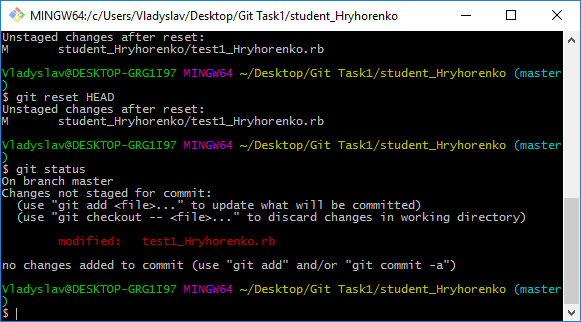 MINGW64:/c/Users/Vladyslav/Desktop/Git Task1/student_Hryhorenko
Unstaged changes after reset:
M       student_Hryhorenko/test1_Hryhorenko.rb
Vladyslav@DESKTOP-GRG1I97 MINGW64 ~/Desktop/Git Task1/student_Hryhorenko (master
)
$ git reset HEAD
Unstaged changes after reset:
M       student_Hryhorenko/test1_Hryhorenko.rb
Vladyslav@DESKTOP-GRG1I97 MINGW64 ~/Desktop/Git Task1/student_Hryhorenko (master
)
$ git status
On branch master
Changes not staged for commit:
  (use "git add <file>..." to update what will be committed)
  (use "git checkout -- <file>..." to discard changes in working directory)
        modified:   test1_Hryhorenko.rb
no changes added to commit (use "git add" and/or "git commit -a")
Vladyslav@DESKTOP-GRG1I97 MINGW64 ~/Desktop/Git Task1/student_Hryhorenko (master
)
$